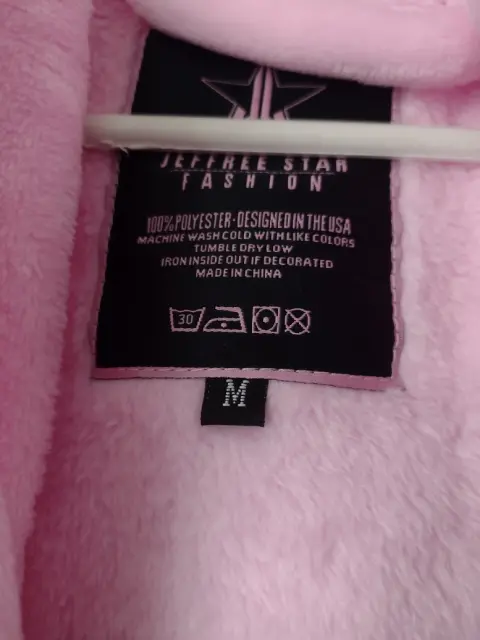 JEFFREE STAR
FASHION
100% POLYESTER · DESIGNED IN THE USA
MACHINE WASH COLD WITH LIKE COLORS
TUMBLE DRY LOW
IRON INSIDE OUT IF DECORATED
MADE IN CHINA
30
M